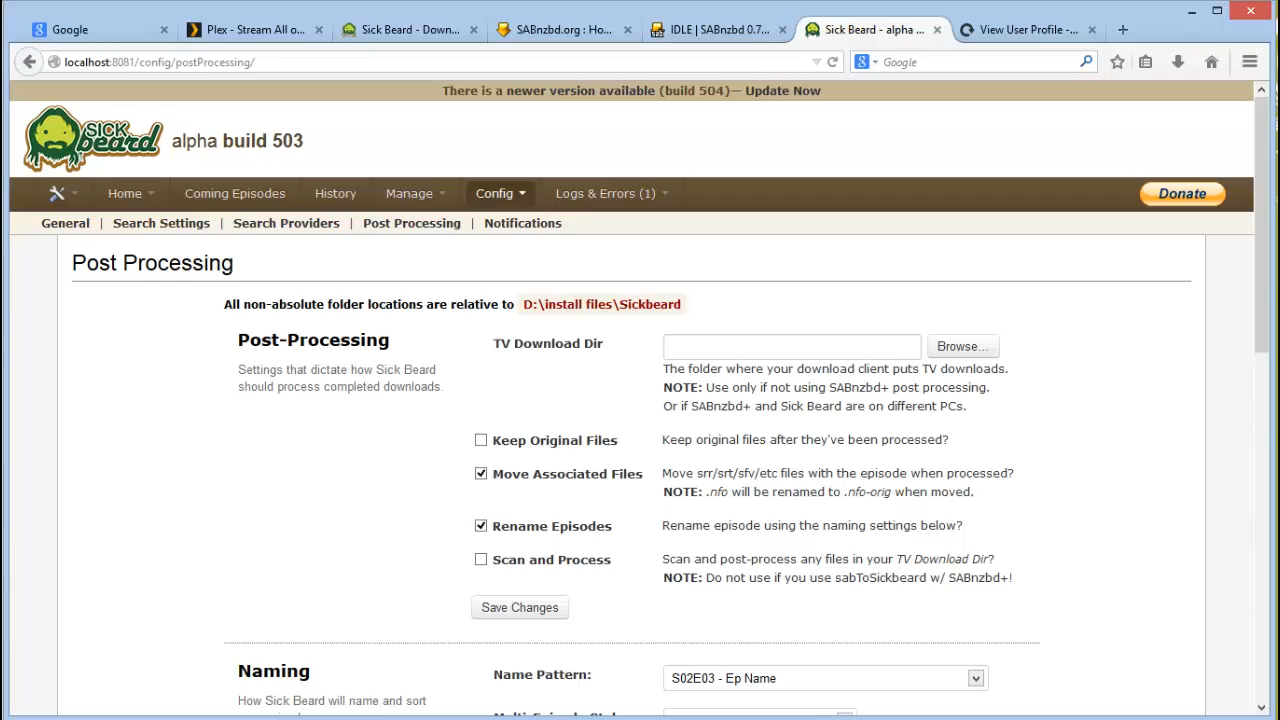 Google
Plex - Stream All o...
Sick Beard - Down...
SABnzbd.org : Ho...
IDLE | SABnzbd 0.7...
Sick Beard - alpha ...
View User Profile -...
localhost:8081/config/postProcessing/
Google
There is a newer version available (build 504)— Update Now
SICK
beard
alpha build 503
Home
Coming Episodes
History
Manage
Config
Logs & Errors (1)
Donate
General | Search Settings | Search Providers | Post Processing | Notifications
Post Processing
All non-absolute folder locations are relative to D:\install files\Sickbeard
Post-Processing
Settings that dictate how Sick Beard
should process completed downloads.
TV Download Dir
Browse...
The folder where your download client puts TV downloads.
NOTE: Use only if not using SABnzbd+ post processing.
Or if SABnzbd+ and Sick Beard are on different PCs.
Keep Original Files
Keep original files after they've been processed?
Move Associated Files
Move srr/srt/sfv/etc files with the episode when processed?
NOTE: .nfo will be renamed to .nfo-orig when moved.
Rename Episodes
Rename episode using the naming settings below?
Scan and Process
Scan and post-process any files in your TV Download Dir?
NOTE: Do not use if you use sabToSickbeard w/ SABnzbd+!
Save Changes
Naming
How Sick Beard will name and sort
Name Pattern:
S02E03 - Ep Name